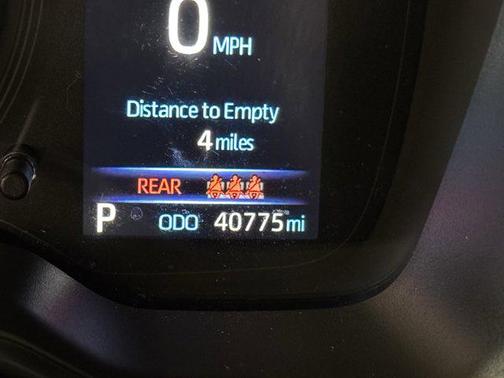 0 MPH
Distance to Empty
4 miles
REAR
P ODO 40775 mi